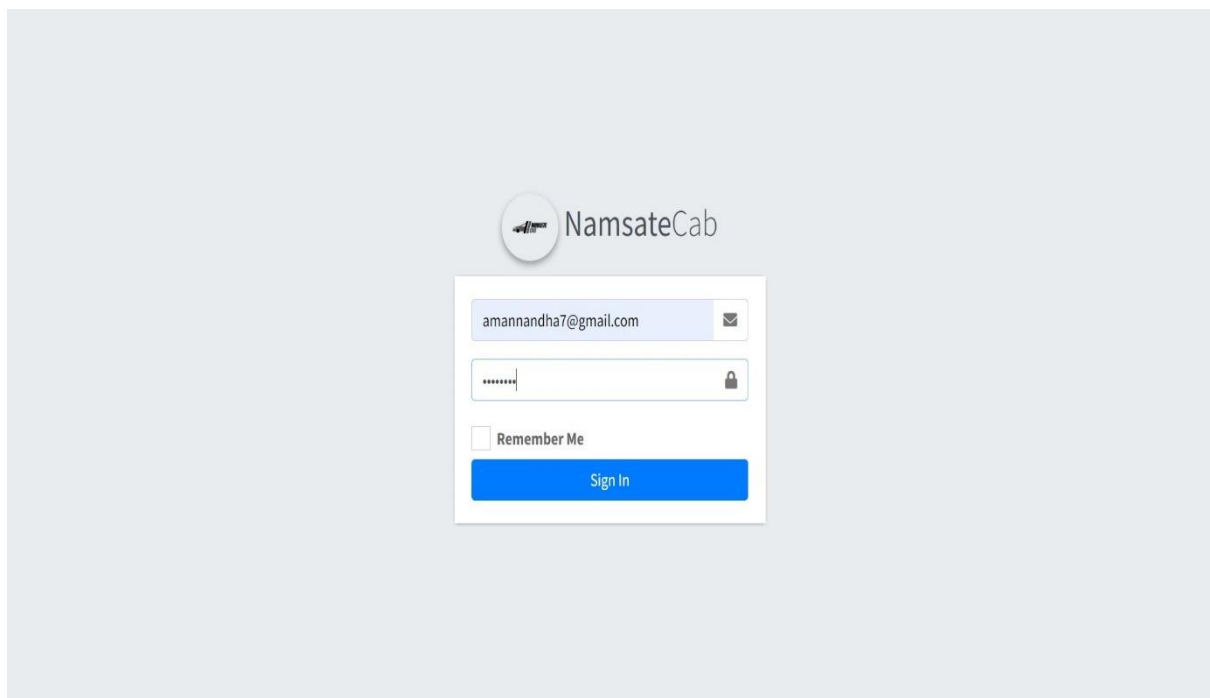 NamsateCab
amannandha7@gmail.com
••••••••
Remember Me
Sign In